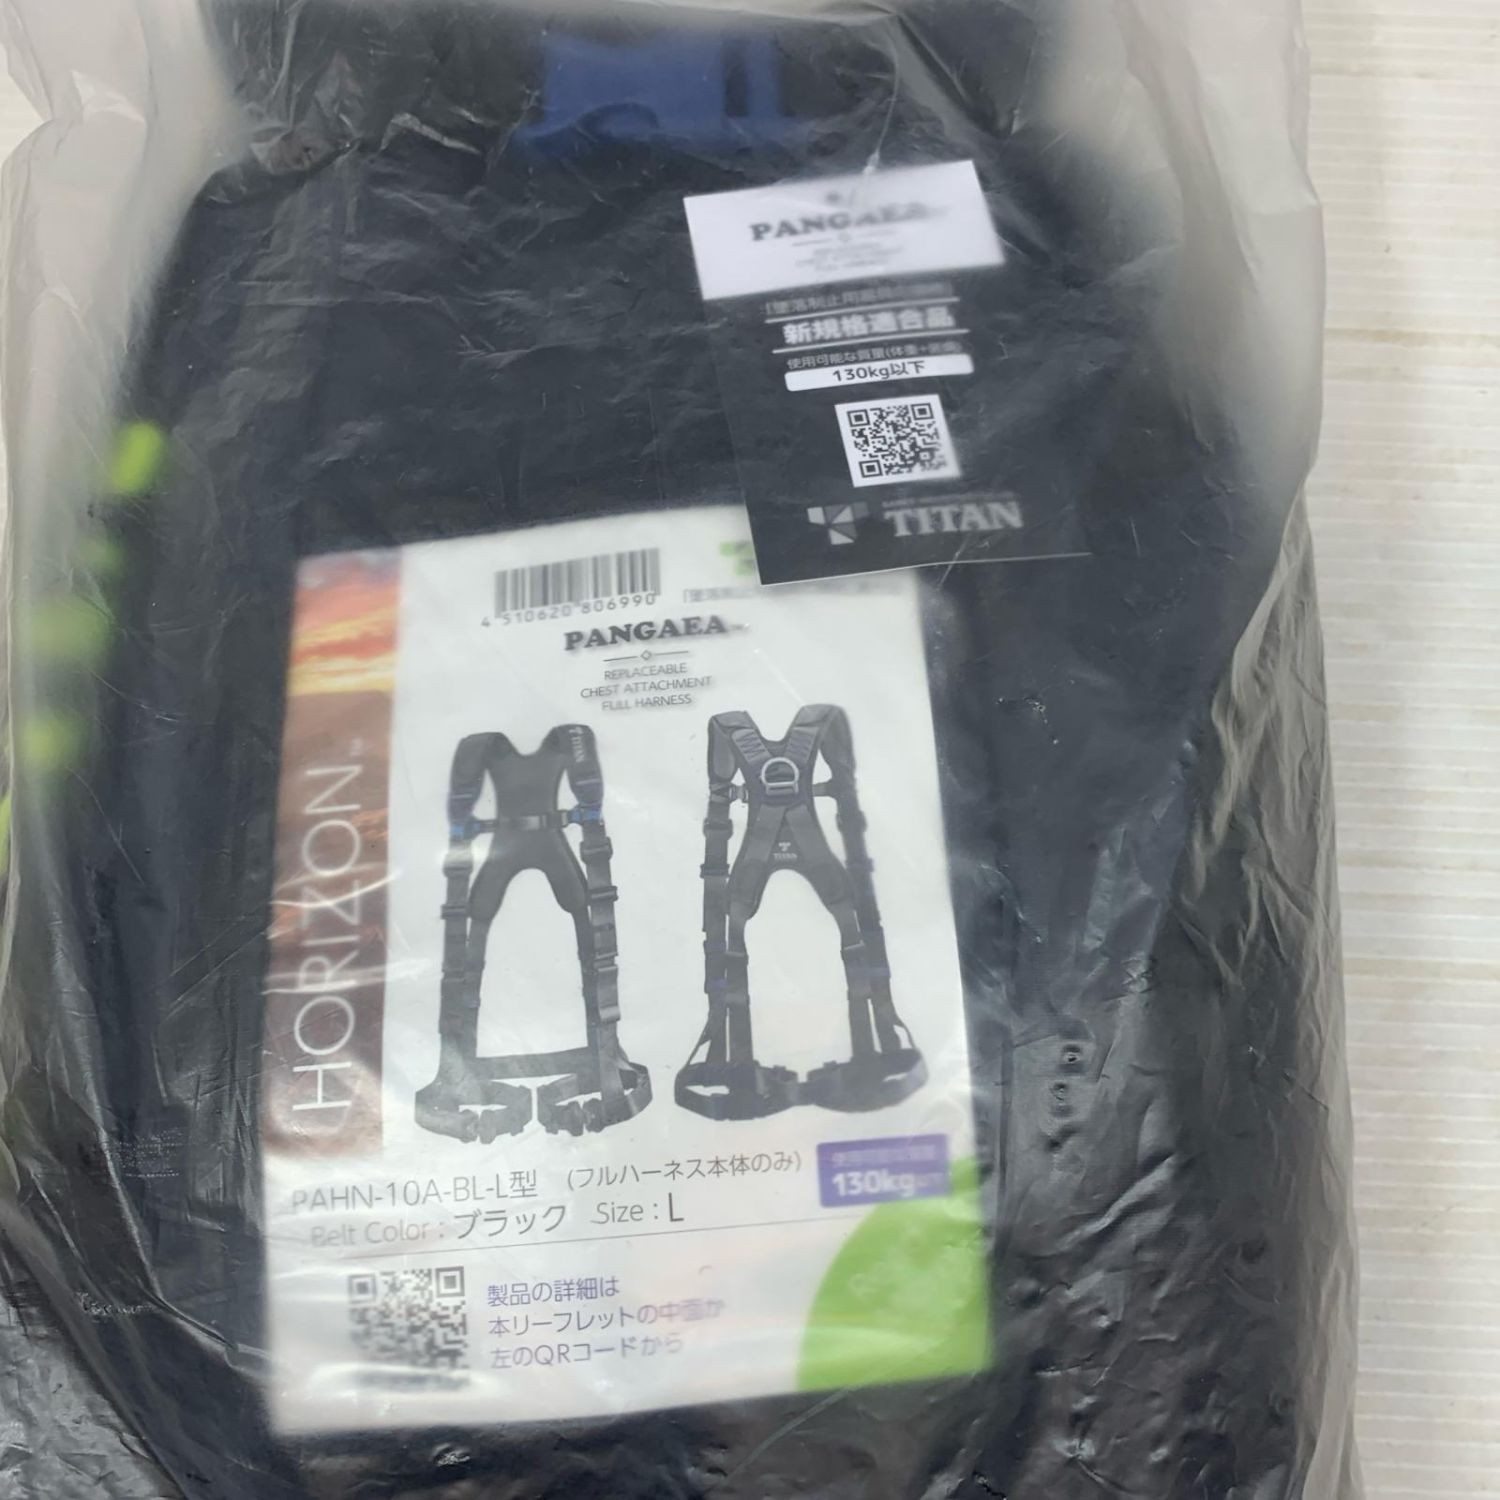 PANGAEA
新規格適合品
使用可能な質量(体重+装備)
130kg以下
TITAN
4 510620 806990
PANGAEA™
REPLACEABLE
CHEST ATTACHMENT
FULL HARNESS
TITAN
TITAN
HORIZON™
PAHN-10A-BL-L型 (フルハーネス本体のみ)
130kg
Belt Color : ブラック Size : L
製品の詳細は
本リーフレットの中面か
左のQRコードから